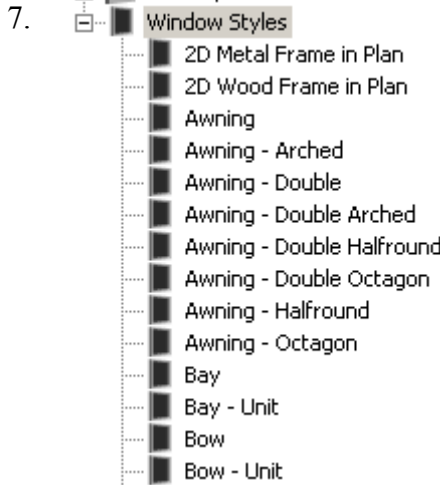 7. Window Styles
2D Metal Frame in Plan
2D Wood Frame in Plan
Awning
Awning - Arched
Awning - Double
Awning - Double Arched
Awning - Double Halfround
Awning - Double Octagon
Awning - Halfround
Awning - Octagon
Bay
Bay - Unit
Bow
Bow - Unit